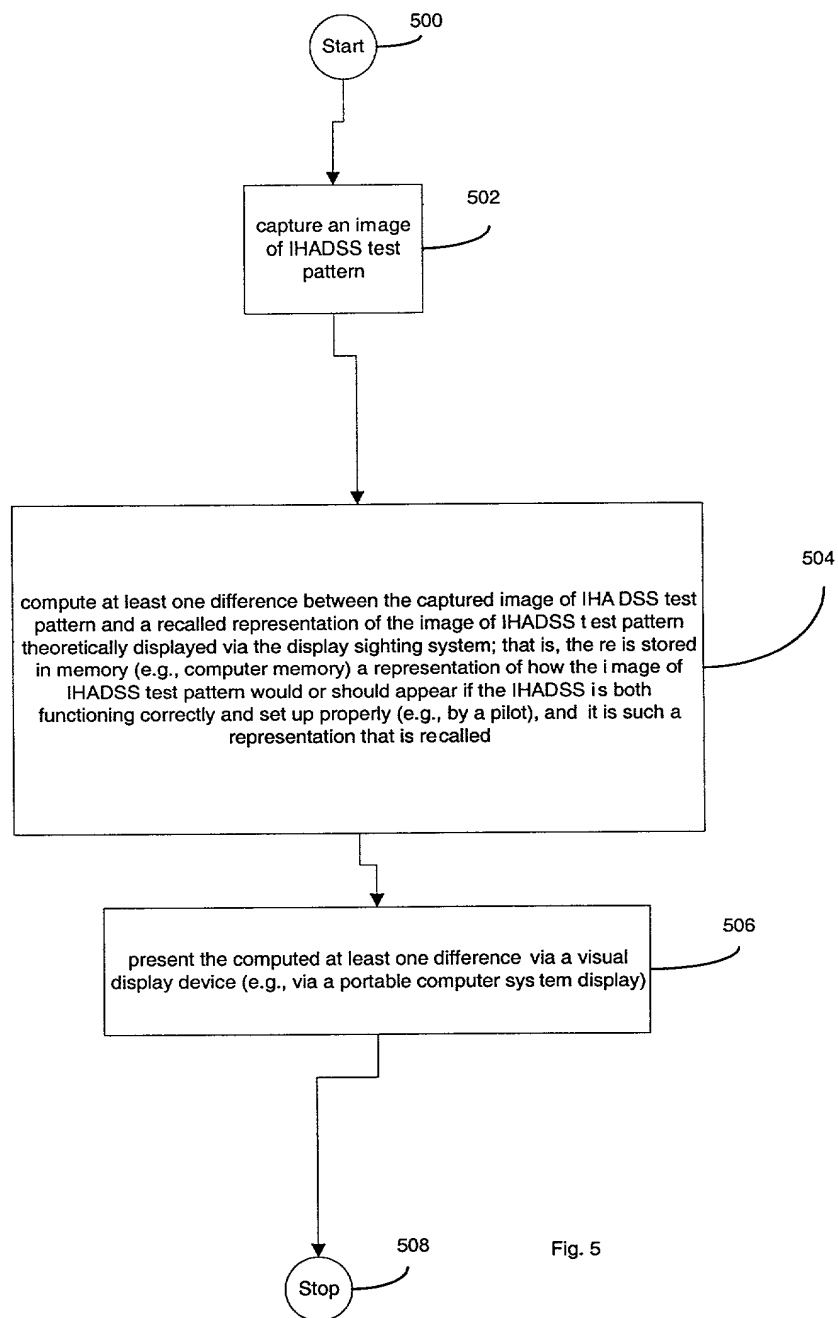 500
Start
502
capture an image
of IHADSS test
pattern
504
compute at least one difference between the captured image of IHA DSS test
pattern and a recalled representation of the image of IHADSS t est pattern
theoretically displayed via the display sighting system; that is, the re is stored
in memory (e.g., computer memory) a representation of how the i mage of
IHADSS test pattern would or should appear if the IHADSS is both
functioning correctly and set up properly (e.g., by a pilot), and it is such a
representation that is recalled
506
present the computed at least one difference via a visual
display device (e.g., via a portable computer sys tem display)
508
Stop
Fig. 5